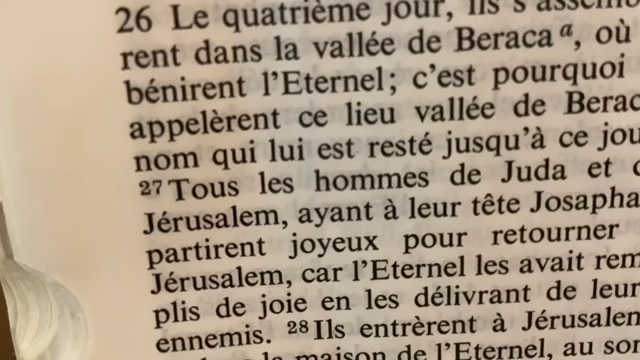 26 Le quatrième jour, ils
rent dans la vallée de Beraca ᵃ, où
bénirent l'Eternel; c'est pourquoi
appelèrent ce lieu vallée de Berac
nom qui lui est resté jusqu'à ce jou
²⁷ Tous les hommes de Juda et
Jérusalem, ayant à leur tête Josapha
partirent joyeux pour retourner
Jérusalem, car l'Eternel les avait rem
plis de joie en les délivrant de leur
ennemis. ²⁸ Ils entrèrent à Jérusalem
maison de l'Eternel, au son